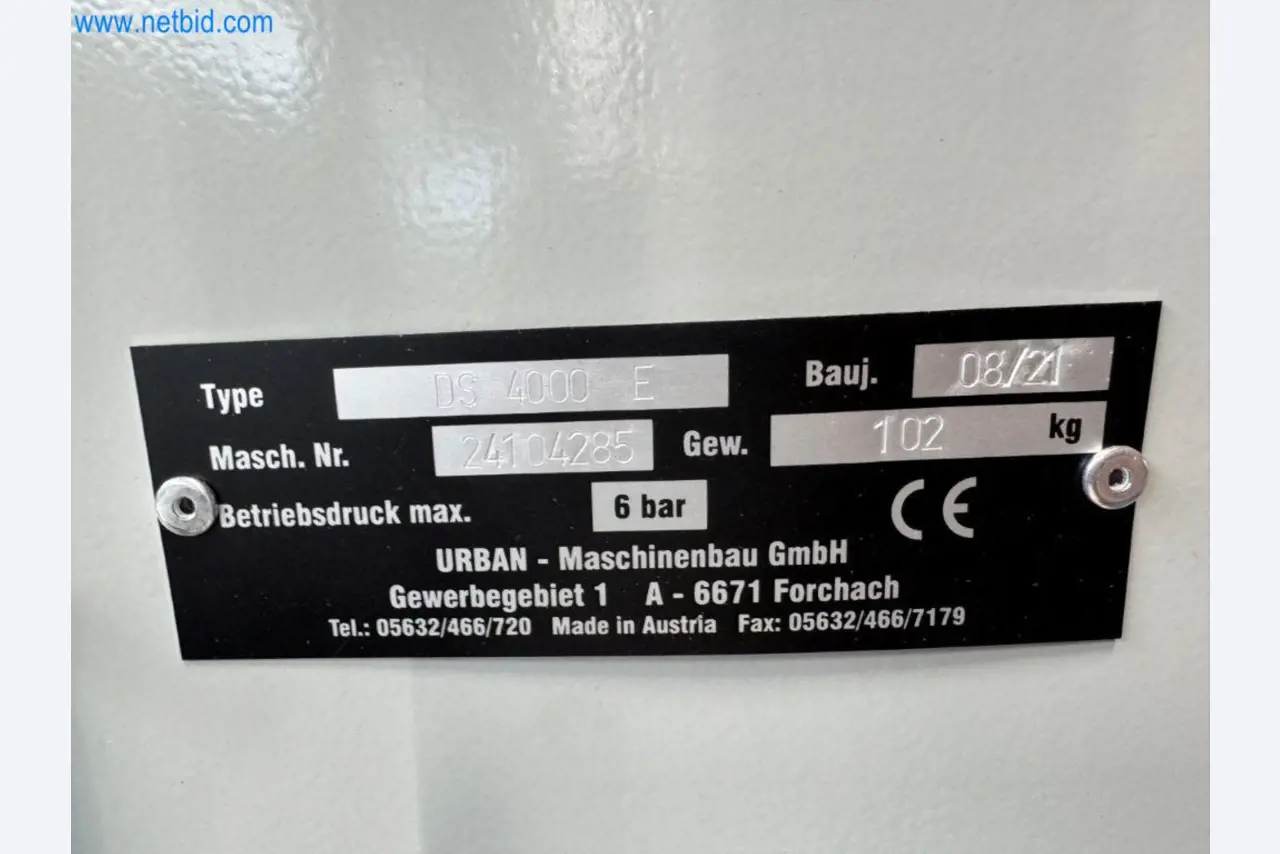 www.netbid.com
Type DS 4000 E Bauj. 08/21
Masch. Nr. 24104285 Gew. 102 kg
Betriebsdruck max. 6 bar CE
URBAN - Maschinenbau GmbH
Gewerbegebiet 1 A - 6671 Forchach
Tel.: 05632/466/720 Made in Austria Fax: 05632/466/7179